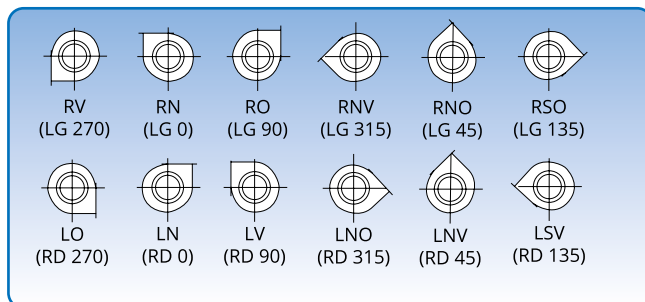 RV RN RO RNV RNO RSO
(LG 270) (LG 0) (LG 90) (LG 315) (LG 45) (LG 135)
LO LN LV LNO LNV LSV
(RD 270) (RD 0) (RD 90) (RD 315) (RD 45) (RD 135)